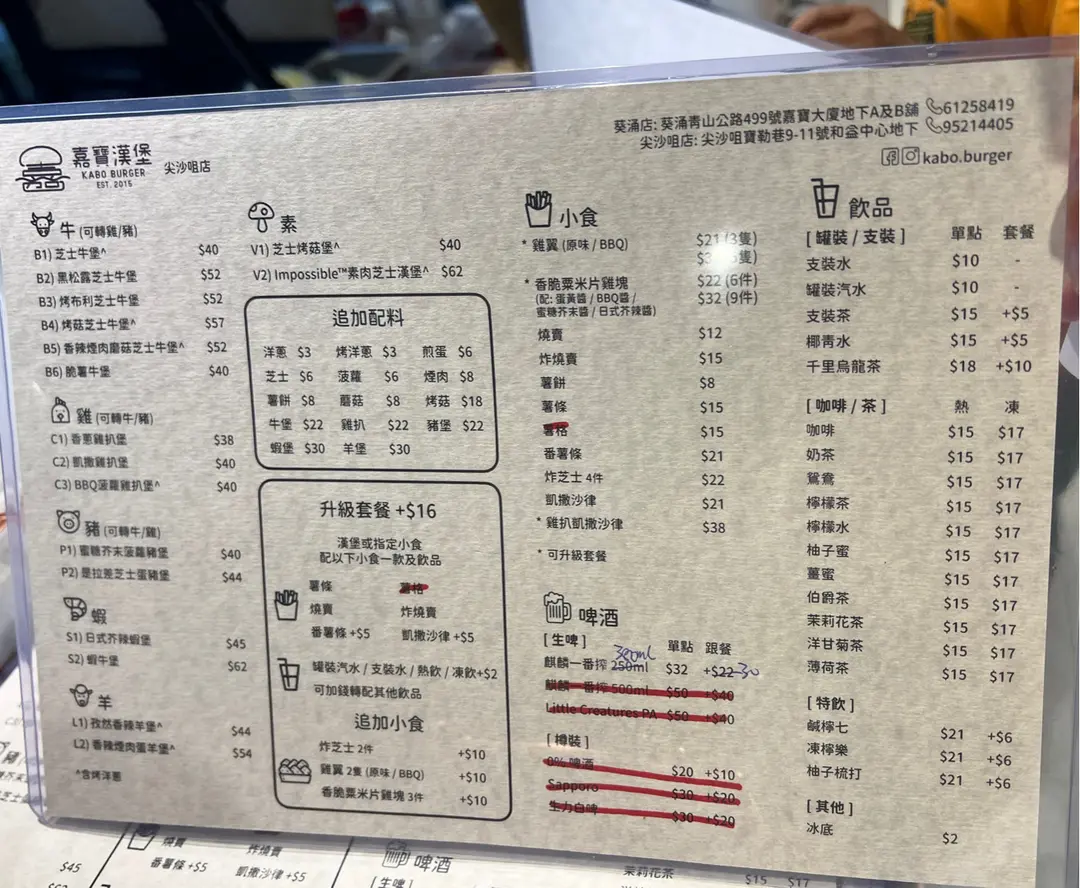 葵涌店: 葵涌青山公路499號嘉寶大廈地下A及B舖 61258419
尖沙咀店: 尖沙咀寶勒巷9-11號和益中心地下 95214405
kabo.burger
嘉寶漢堡
KABO BURGER
EST. 2015
尖沙咀店
牛 (可轉雞/豬)
B1) 芝士牛堡^ $40
B2) 黑松露芝士牛堡 $52
B3) 烤布利芝士牛堡 $52
B4) 烤菇芝士牛堡^ $57
B5) 香辣煙肉磨菇芝士牛堡^ $52
B6) 脆薯牛堡 $40
雞 (可轉牛/豬)
C1) 香蔥雞扒堡 $38
C2) 凱撒雞扒堡 $40
C3) BBQ菠蘿雞扒堡^ $40
豬 (可轉牛/雞)
P1) 蜜糖芥末菠蘿豬堡 $40
P2) 是拉差芝士蛋豬堡 $44
蝦
S1) 日式芥辣蝦堡 $45
S2) 蝦牛堡 $62
羊
L1) 孜然香辣羊堡^ $44
L2) 香辣煙肉蛋羊堡^ $54
^含烤洋蔥
素
V1) 芝士烤菇堡^ $40
V2) Impossible™素肉芝士漢堡^ $62
追加配料
洋蔥 $3 烤洋蔥 $3 煎蛋 $6
芝士 $6 菠蘿 $6 煙肉 $8
薯餅 $8 蘑菇 $8 烤菇 $18
牛堡 $22 雞扒 $22 豬堡 $22
蝦堡 $30 羊堡 $30
升級套餐 +$16
漢堡或指定小食
配以下小食一款及飲品
薯條 薯格
燒賣 炸燒賣
番薯條 +$5 凱撒沙律 +$5
罐裝汽水 / 支裝水 / 熱飲 / 凍飲+$2
可加錢轉配其他飲品
追加小食
炸芝士 2件 +$10
雞翼 2隻 (原味 / BBQ) +$10
香脆粟米片雞塊 3件 +$10
小食
* 雞翼 (原味 / BBQ) $21 (3隻)
隻)
* 香脆粟米片雞塊 $22 (6件)
(配: 蛋黃醬 / BBQ醬 / $32 (9件)
蜜糖芥末醬 / 日式芥辣醬)
燒賣 $12
炸燒賣 $15
薯餅 $8
薯條 $15
薯格 $15
番薯條 $21
炸芝士 4件 $22
凱撒沙律 $21
* 雞扒凱撒沙律 $38
* 可升級套餐
啤酒
[ 生啤 ] 單點 跟餐
380ml
麒麟一番搾 250ml $32 +$22 30
麒麟一番搾 500ml $50 +$40
Little Creatures PA $50 +$40
[ 樽裝 ]
0% 啤酒 $20 +$10
Sapporo $30 +$20
生力白啤 $30 +$20
飲品
[ 罐裝 / 支裝 ] 單點 套餐
支裝水 $10 -
罐裝汽水 $10 -
支裝茶 $15 +$5
椰青水 $15 +$5
千里烏龍茶 $18 +$10
[ 咖啡 / 茶 ] 熱 凍
咖啡 $15 $17
奶茶 $15 $17
鴛鴦 $15 $17
檸檬茶 $15 $17
檸檬水 $15 $17
柚子蜜 $15 $17
薑蜜 $15 $17
伯爵茶 $15 $17
茉莉花茶 $15 $17
洋甘菊茶 $15 $17
薄荷茶 $15 $17
[ 特飲 ]
鹹檸七 $21 +$6
凍檸樂 $21 +$6
柚子梳打 $21 +$6
[ 其他 ]
冰底 $2
燒賣 炸燒賣
番薯條 +$5 凱撒沙律 +$5
啤酒
[ 生啤 ]
茉莉花茶 $15 $17
$45